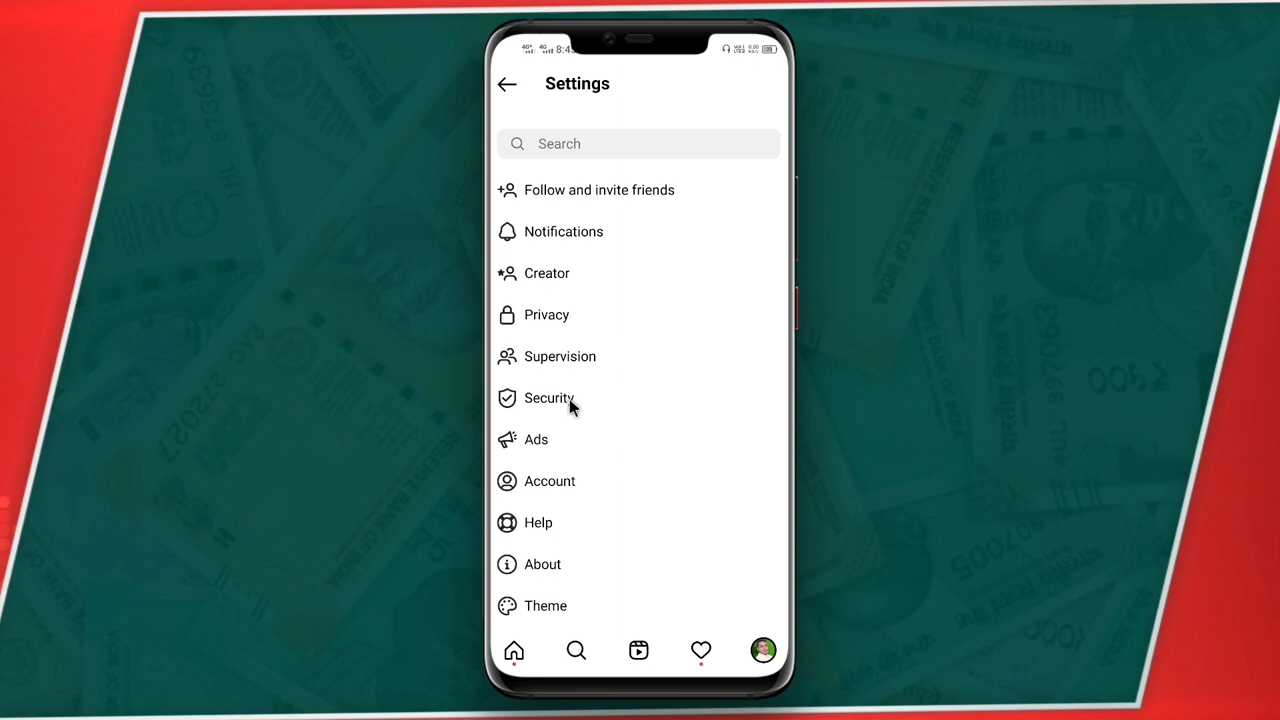 Settings
Search
Follow and invite friends
Notifications
Creator
Privacy
Supervision
Security
Ads
Account
Help
About
Theme